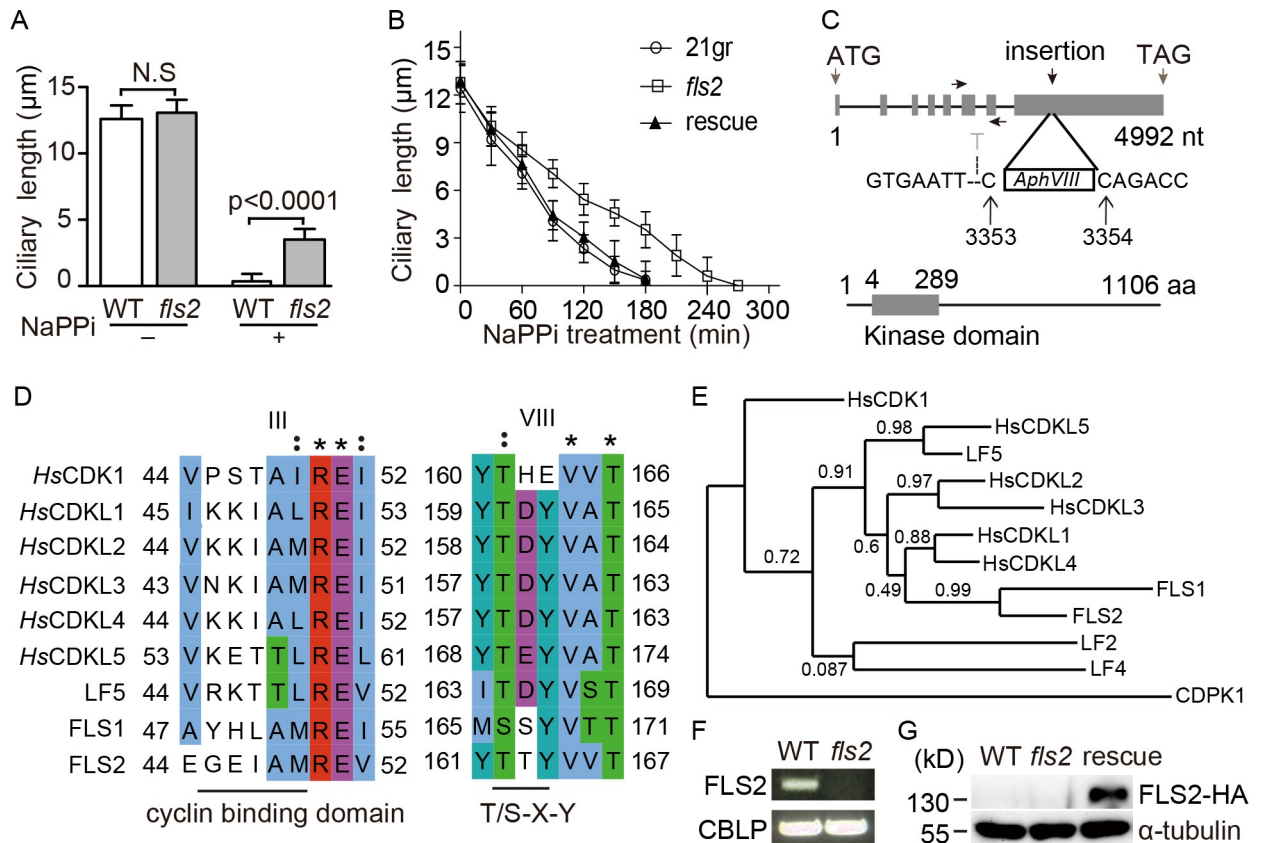 A
Ciliary length (µm)
15
10
5
0
N.S
p<0.0001
WT fls2 WT fls2
NaPPi – +
B
Ciliary length (µm)
15
12
9
6
3
0
21gr
fls2
rescue
0 60 120 180 240 300
NaPPi treatment (min)
C
ATG insertion TAG
1 4992 nt
T
GTGAATT--C AphVIII CAGACC
3353 3354
1 4 289 1106 aa
Kinase domain
D
III VIII
: * * : : * *
HsCDK1 44 V P S T A I R E I 52 160 Y T H E V V T 166
HsCDKL1 45 I K K I A L R E I 53 159 Y T D Y V A T 165
HsCDKL2 44 V K K I A M R E I 52 158 Y T D Y V A T 164
HsCDKL3 43 V N K I A M R E I 51 157 Y T D Y V A T 163
HsCDKL4 44 V K K I A L R E I 52 157 Y T D Y V A T 163
HsCDKL5 53 V K E T T L R E L 61 168 Y T E Y V A T 174
LF5 44 V R K T T L R E V 52 163 I T D Y V S T 169
FLS1 47 A Y H L A M R E I 55 165 M S S Y V T T 171
FLS2 44 E G E I A M R E V 52 161 Y T T Y V V T 167
cyclin binding domain T/S-X-Y
E
HsCDK1
0.98 HsCDKL5
LF5
0.91 0.97 HsCDKL2
HsCDKL3
0.72 0.6 0.88 HsCDKL1
HsCDKL4
0.49 0.99 FLS1
FLS2
LF2
0.087 LF4
CDPK1
F
WT fls2
FLS2
CBLP
G
(kD) WT fls2 rescue
130 FLS2-HA
55 α-tubulin